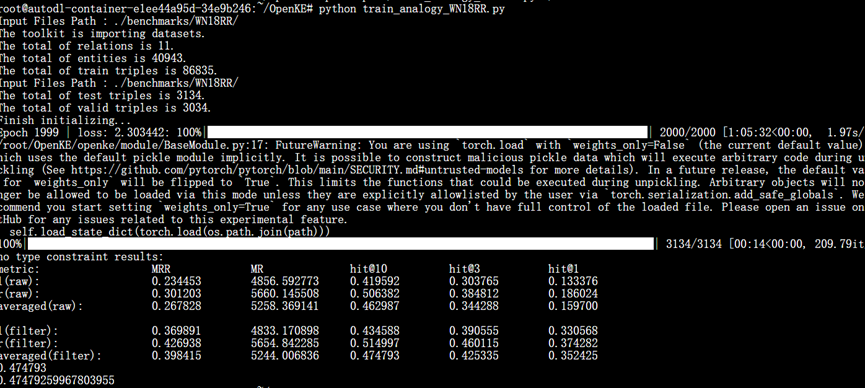 root@autodl-container-elee44a95d-34e9b246:~/OpenKE# python train_analogy_WN18RR.py
Input Files Path : ./benchmarks/WN18RR/
The toolkit is importing datasets.
The total of relations is 11.
The total of entities is 40943.
The total of train triples is 86835.
Input Files Path : ./benchmarks/WN18RR/
The total of test triples is 3134.
The total of valid triples is 3034.
Finish initializing...
Epoch 1999 | loss: 2.303442: 100%| | 2000/2000 [1:05:32<00:00, 1.97s/
/root/OpenKE/openke/module/BaseModule.py:17: FutureWarning: You are using `torch.load` with `weights_only=False` (the current default value)
hich uses the default pickle module implicitly. It is possible to construct malicious pickle data which will execute arbitrary code during u
ckling (See https://github.com/pytorch/pytorch/blob/main/SECURITY.md#untrusted-models for more details). In a future release, the default va
for `weights_only` will be flipped to `True`. This limits the functions that could be executed during unpickling. Arbitrary objects will no
ger be allowed to be loaded via this mode unless they are explicitly allowlisted by the user via `torch.serialization.add_safe_globals`. We
commend you start setting `weights_only=True` for any use case where you don't have full control of the loaded file. Please open an issue on
tHub for any issues related to this experimental feature.
self.load_state_dict(torch.load(os.path.join(path)))
100%| | 3134/3134 [00:14<00:00, 209.79it
no type constraint results:
metric: MRR MR hit@10 hit@3 hit@1
l(raw): 0.234453 4856.592773 0.419592 0.303765 0.133376
r(raw): 0.301203 5660.145508 0.506382 0.384812 0.186024
averaged(raw): 0.267828 5258.369141 0.462987 0.344288 0.159700
l(filter): 0.369891 4833.170898 0.434588 0.390555 0.330568
r(filter): 0.426938 5654.842285 0.514997 0.460115 0.374282
averaged(filter): 0.398415 5244.006836 0.474793 0.425335 0.352425
0.474793
0.47479259967803955